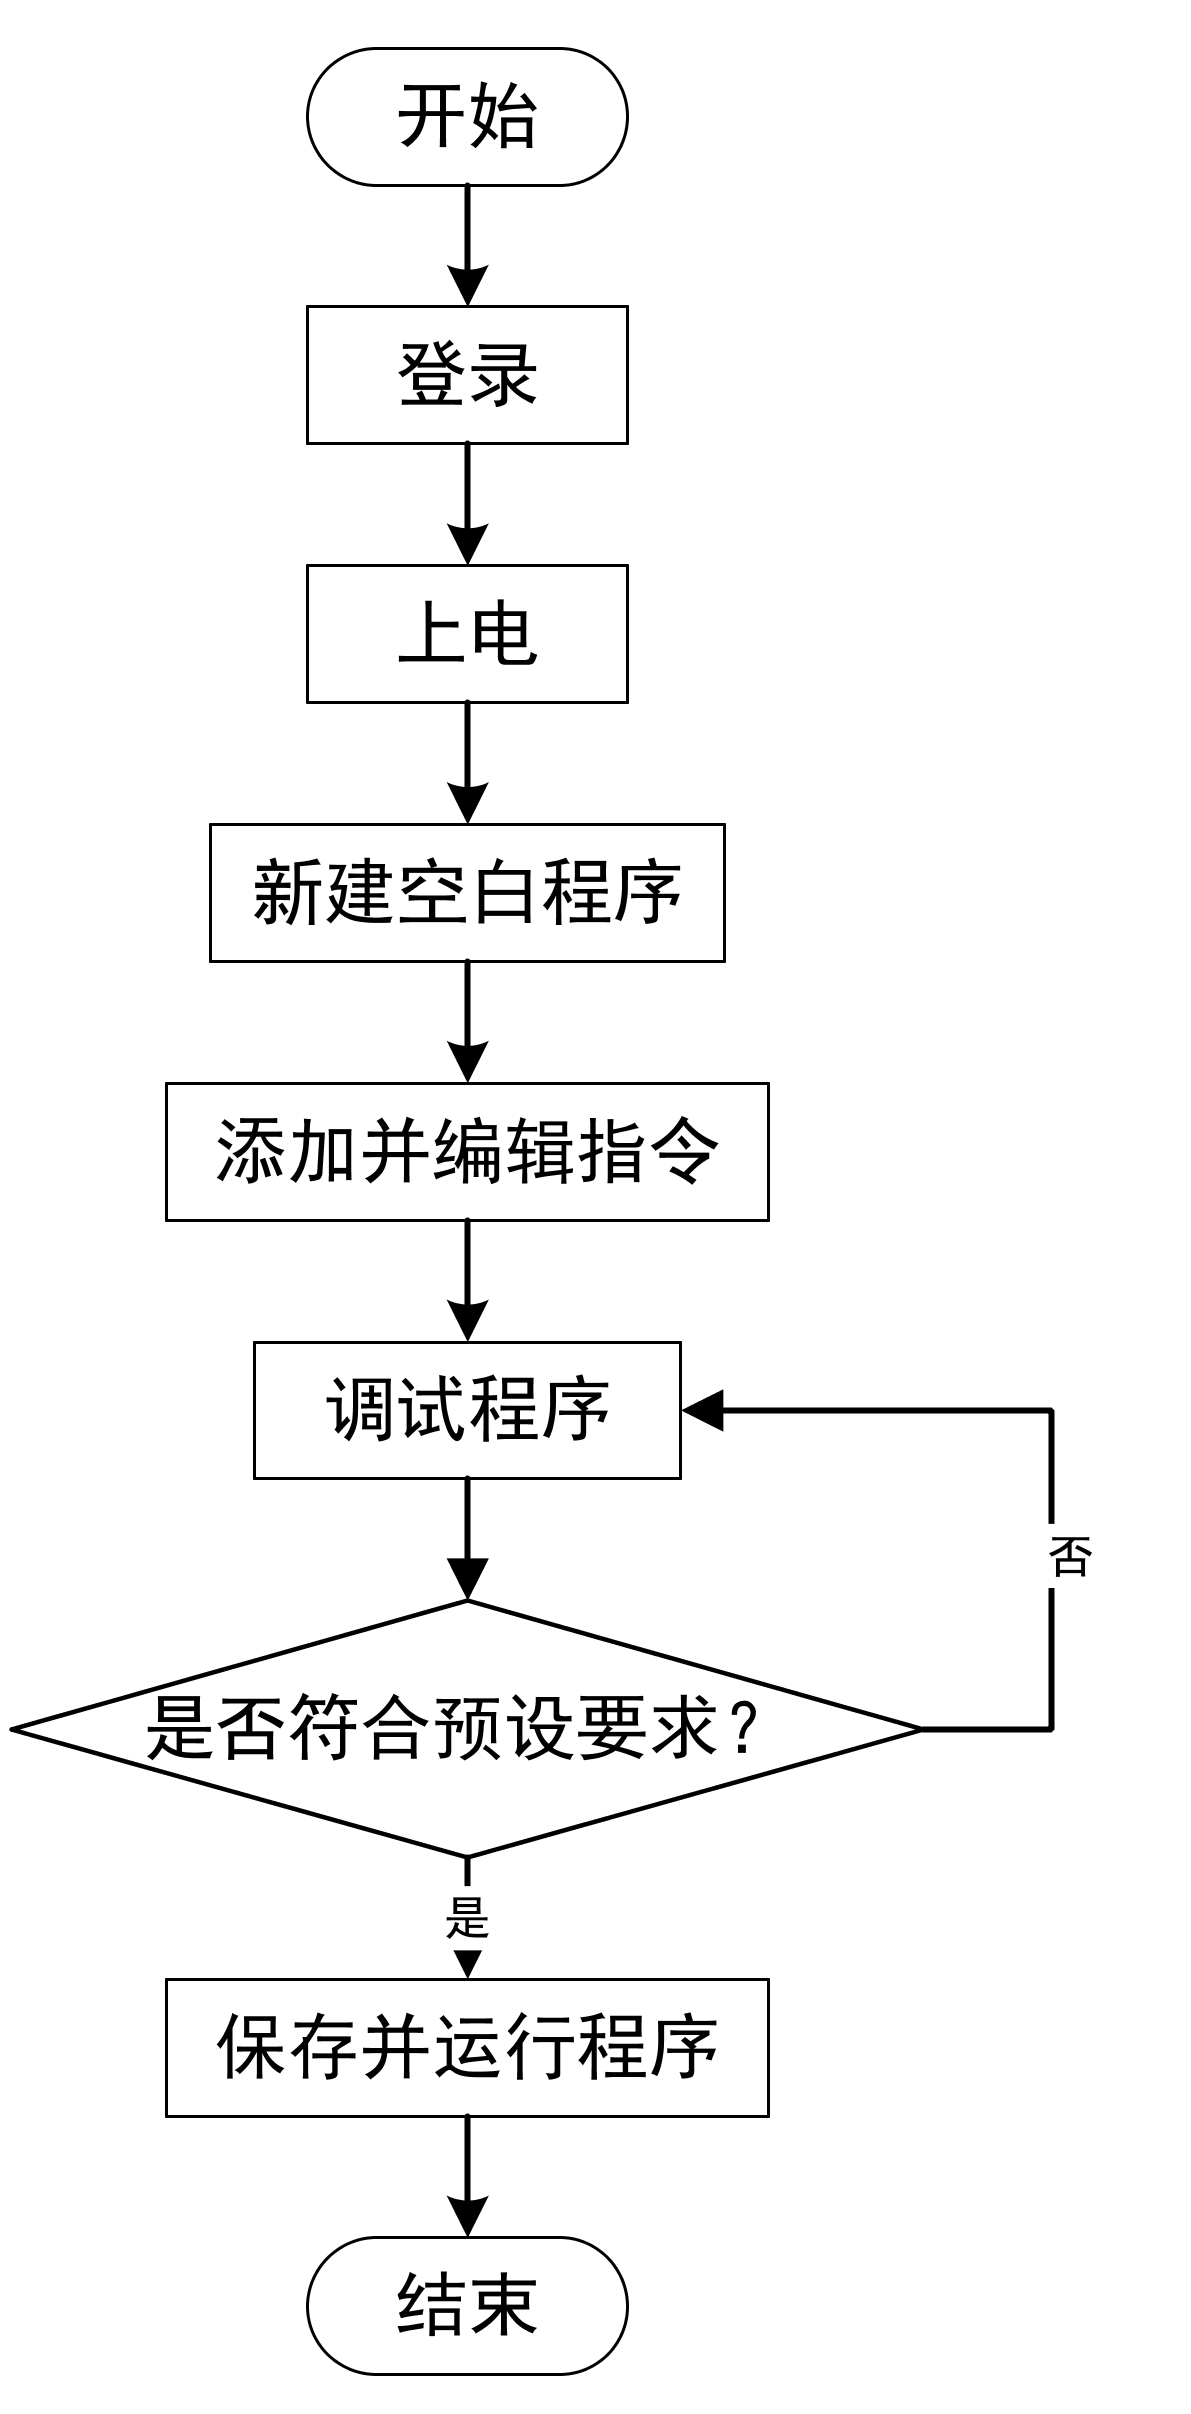 开始
登录
上电
新建空白程序
添加并编辑指令
调试程序
否
是否符合预设要求?
是
保存并运行程序
结束